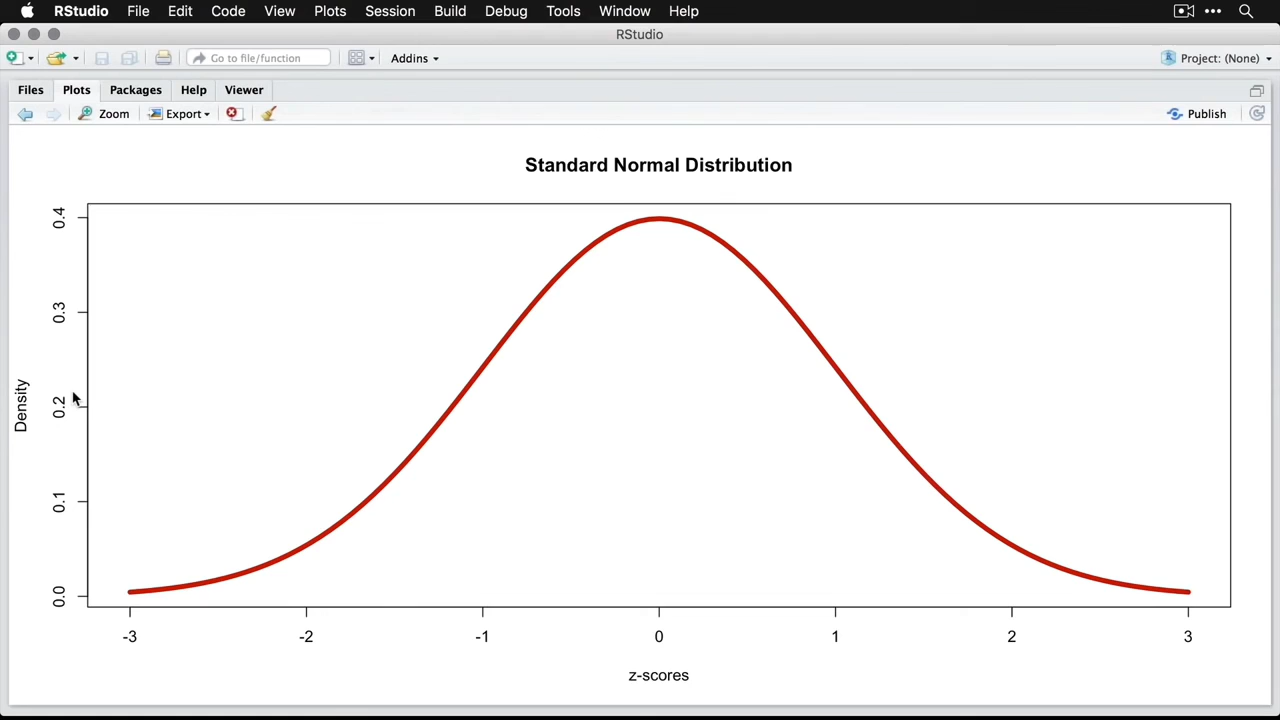 RStudio File Edit Code View Plots Session Build Debug Tools Window Help
RStudio
Go to file/function Addins Project: (None)
Files Plots Packages Help Viewer
Zoom Export Publish
Standard Normal Distribution
0.4
0.3
0.2
0.1
0.0
Density
-3 -2 -1 0 1 2 3
z-scores